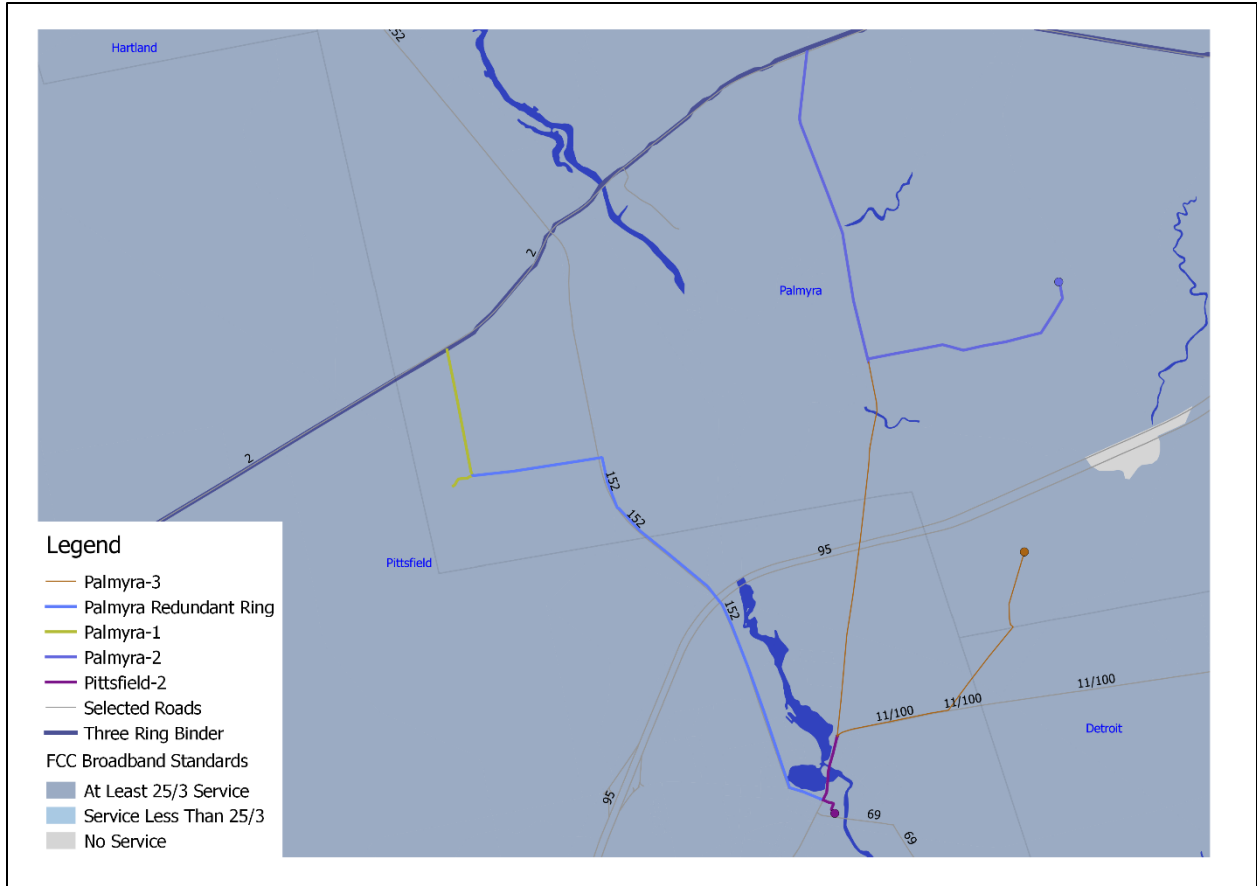 Hartland
152
2
Palmyra
2
152
152
Pittsfield
95
152
11/100
11/100
11/100
Detroit
95
69
69
Legend
Palmyra-3
Palmyra Redundant Ring
Palmyra-1
Palmyra-2
Pittsfield-2
Selected Roads
Three Ring Binder
FCC Broadband Standards
At Least 25/3 Service
Service Less Than 25/3
No Service